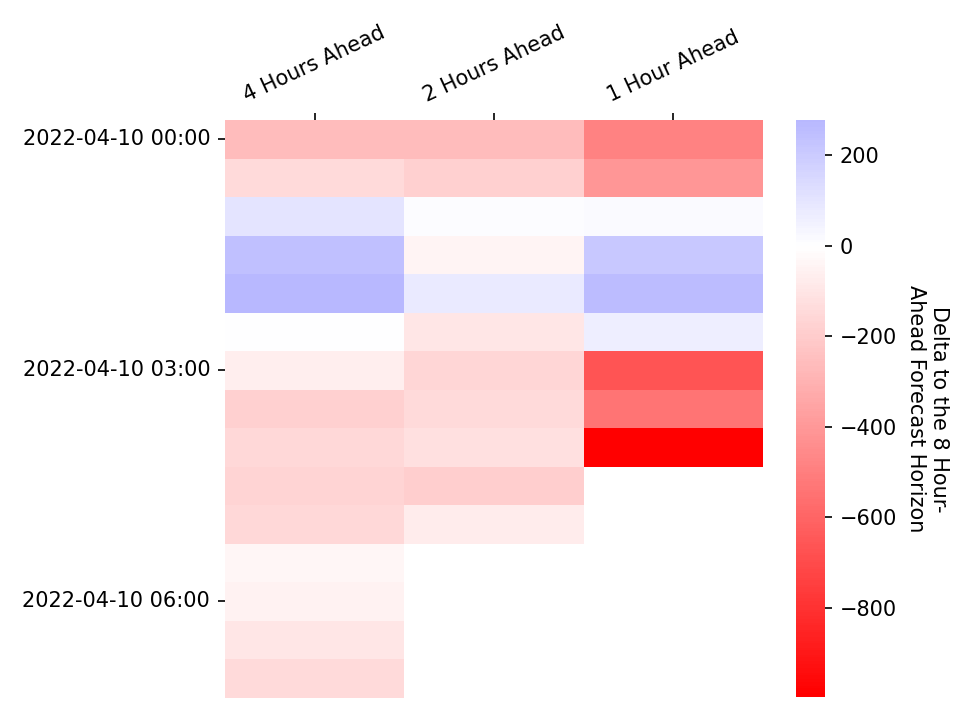 4 Hours Ahead
2 Hours Ahead
1 Hour Ahead
2022-04-10 00:00
2022-04-10 03:00
2022-04-10 06:00
200
0
−200
−400
−600
−800
Delta to the 8 Hour-
Ahead Forecast Horizon